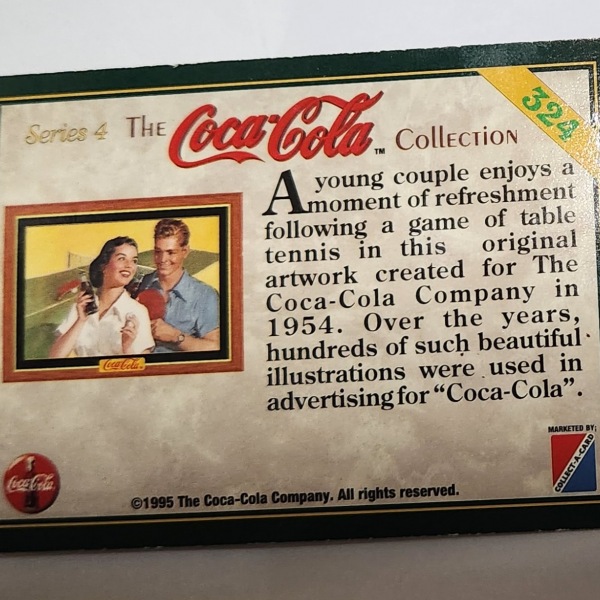 Series 4 THE Coca-Cola™ COLLECTION
324
A young couple enjoys a
moment of refreshment
following a game of table
tennis in this original
artwork created for The
Coca-Cola Company in
1954. Over the years,
hundreds of such beautiful
illustrations were used in
advertising for “Coca-Cola”.
Coca-Cola
MARKETED BY:
COLLECT-A-CARD
Coca-Cola
©1995 The Coca-Cola Company. All rights reserved.